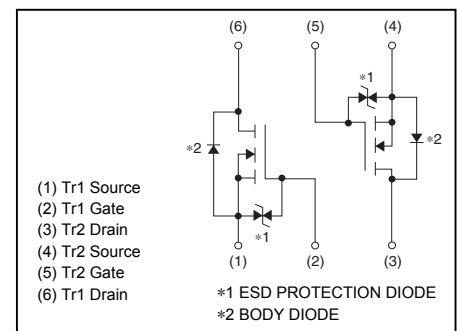 (6) (5) (4)
∗1
∗2 ∗2
∗1
(1) (2) (3)
(1) Tr1 Source
(2) Tr1 Gate
(3) Tr2 Drain
(4) Tr2 Source
(5) Tr2 Gate
(6) Tr1 Drain
∗1 ESD PROTECTION DIODE
∗2 BODY DIODE